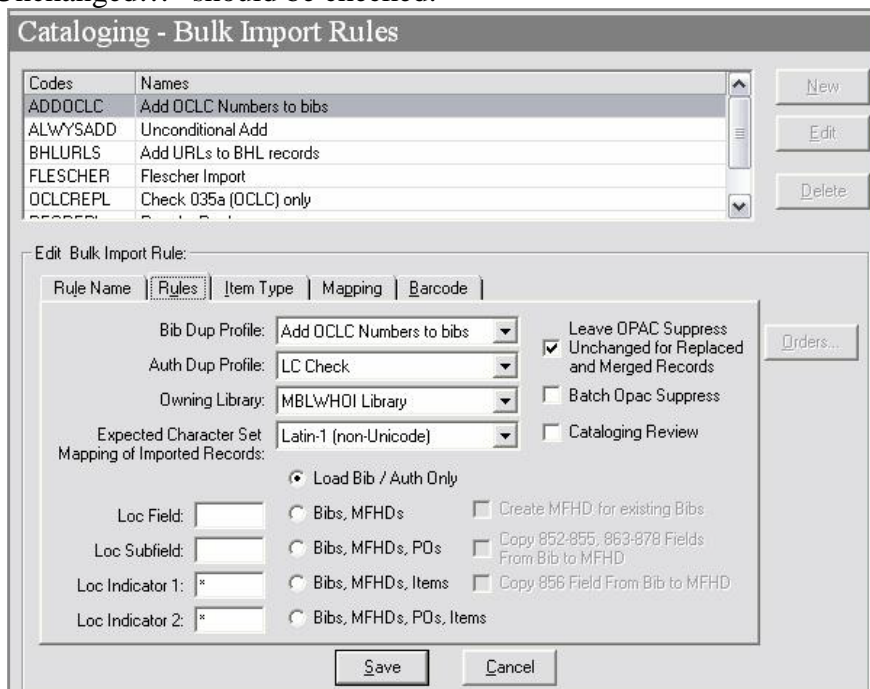 Unchanged…” should be checked.
Cataloging - Bulk Import Rules
Codes Names
ADDOCLC Add OCLC Numbers to bibs
ALWYSADD Unconditional Add
BHLURLS Add URLs to BHL records
FLESCHER Flescher Import
OCLCREPL Check 035a (OCLC) only
New
Edit
Delete
Edit Bulk Import Rule:
Rule Name Rules Item Type Mapping Barcode
Bib Dup Profile: Add OCLC Numbers to bibs
Auth Dup Profile: LC Check
Owning Library: MBLWHOI Library
Expected Character Set
Mapping of Imported Records: Latin-1 (non-Unicode)
Leave OPAC Suppress
Unchanged for Replaced
and Merged Records
Batch Opac Suppress
Cataloging Review
Orders...
Load Bib / Auth Only
Loc Field: Bibs, MFHDs Create MFHD for existing Bibs
Loc Subfield: Bibs, MFHDs, POs Copy 852-855, 863-878 Fields
From Bib to MFHD
Loc Indicator 1: * Bibs, MFHDs, Items Copy 856 Field From Bib to MFHD
Loc Indicator 2: * Bibs, MFHDs, POs, Items
Save Cancel